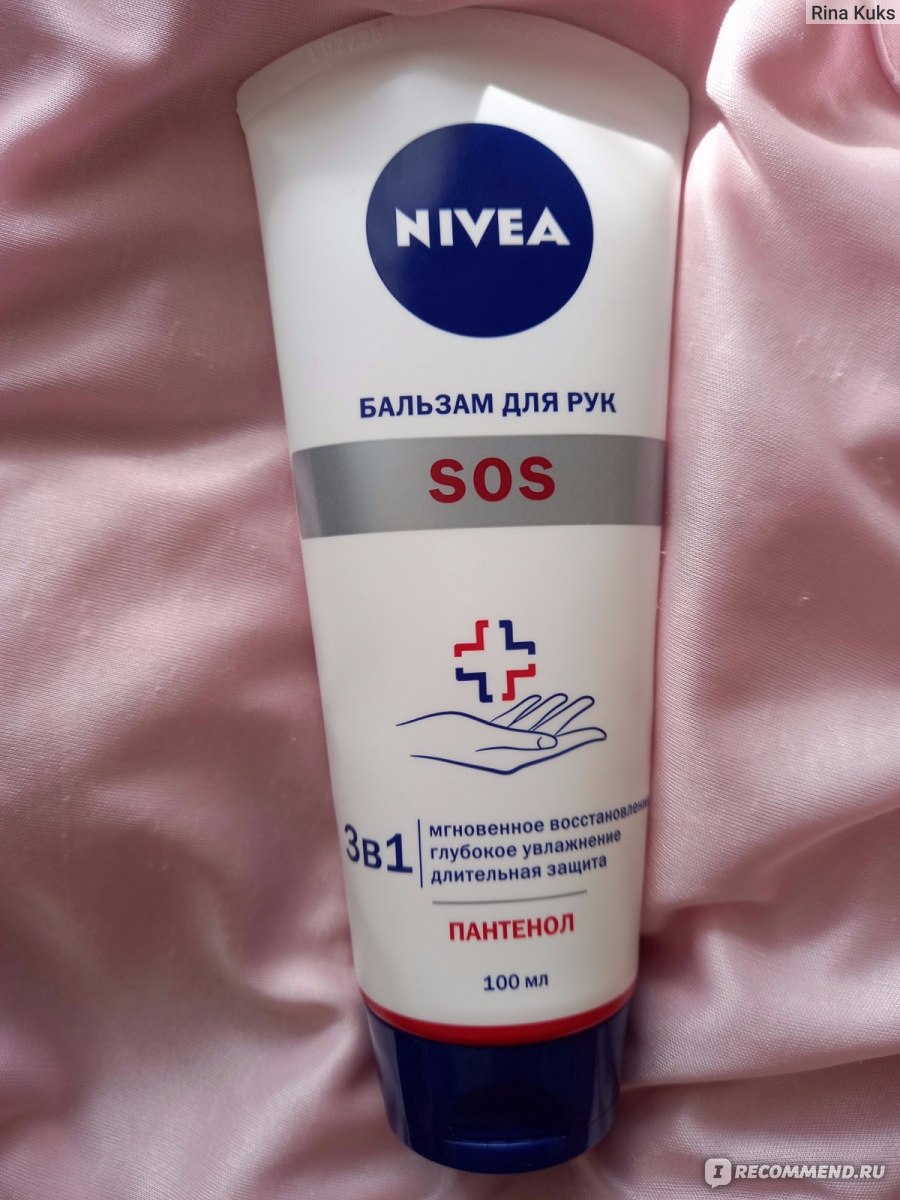 Rina Kuks
NIVEA
БАЛЬЗАМ ДЛЯ РУК
SOS
3в1
мгновенное восстановление
глубокое увлажнение
длительная защита
ПАНТЕНОЛ
100 мл
I RECOMMEND.RU